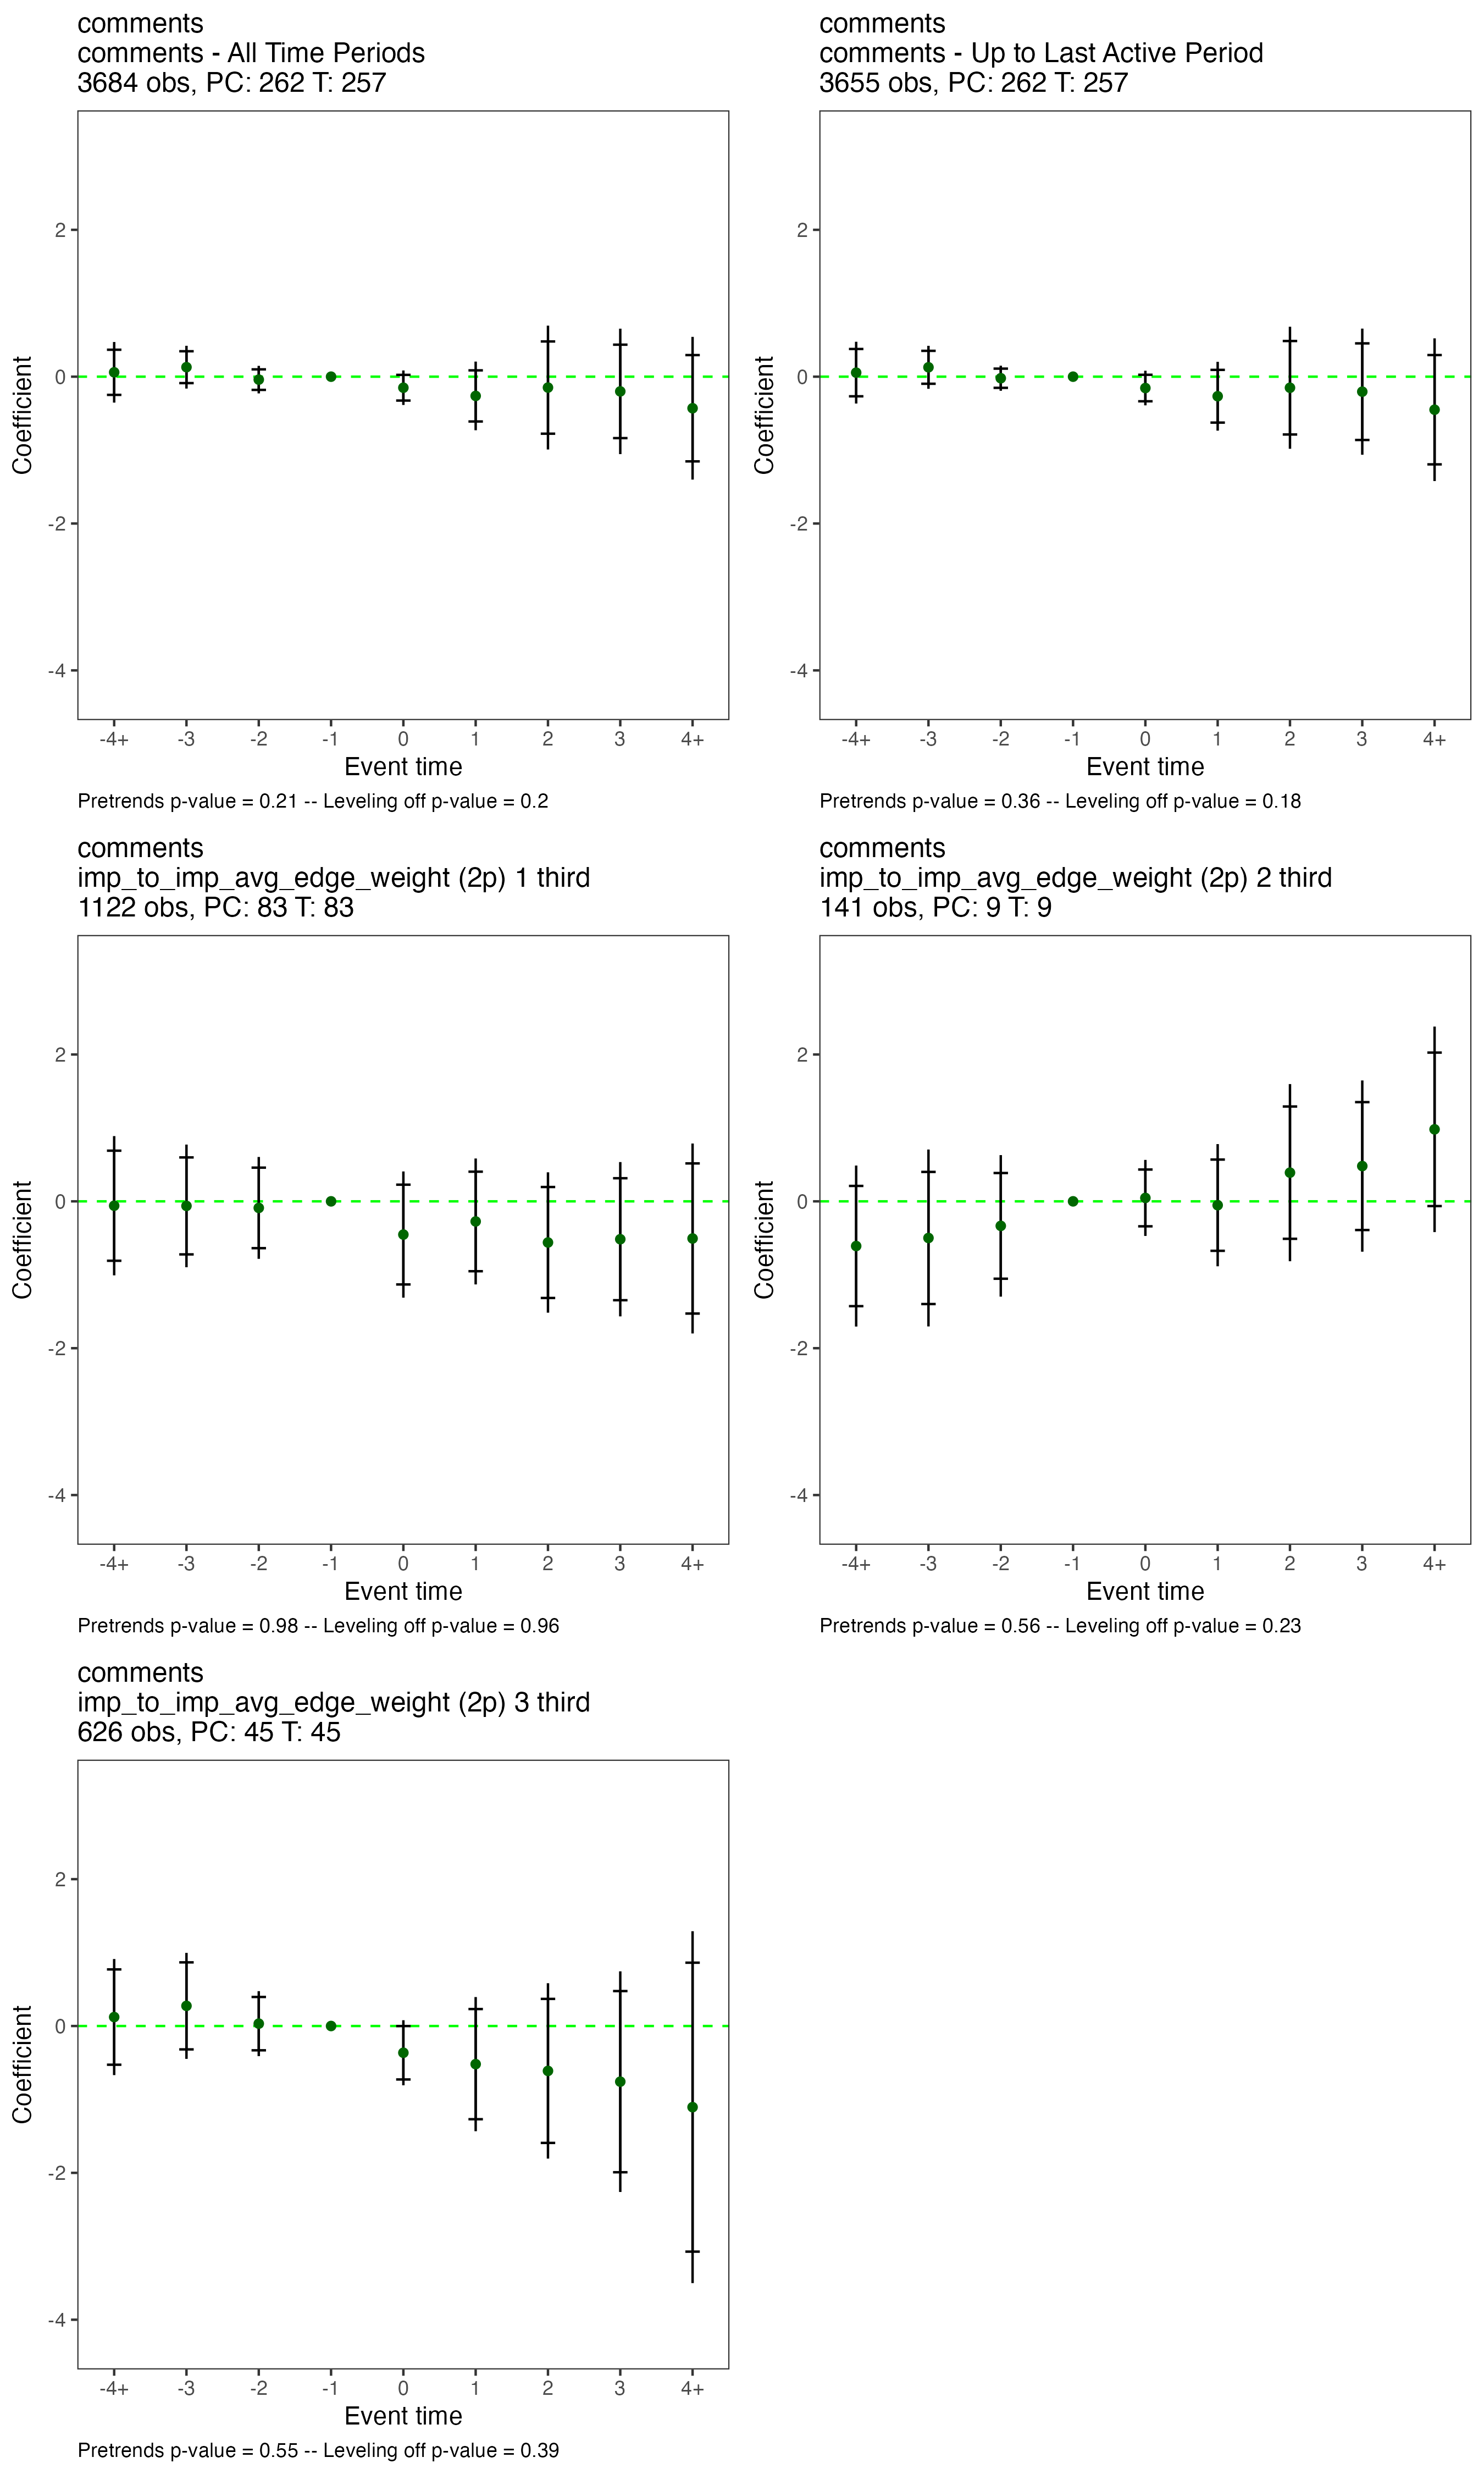 comments
comments - All Time Periods
3684 obs, PC: 262 T: 257
Coefficient
2
0
-2
-4
-4+ -3 -2 -1 0 1 2 3 4+
Event time
Pretrends p-value = 0.21 -- Leveling off p-value = 0.2
comments
comments - Up to Last Active Period
3655 obs, PC: 262 T: 257
Coefficient
2
0
-2
-4
-4+ -3 -2 -1 0 1 2 3 4+
Event time
Pretrends p-value = 0.36 -- Leveling off p-value = 0.18
comments
imp_to_imp_avg_edge_weight (2p) 1 third
1122 obs, PC: 83 T: 83
Coefficient
2
0
-2
-4
-4+ -3 -2 -1 0 1 2 3 4+
Event time
Pretrends p-value = 0.98 -- Leveling off p-value = 0.96
comments
imp_to_imp_avg_edge_weight (2p) 2 third
141 obs, PC: 9 T: 9
Coefficient
2
0
-2
-4
-4+ -3 -2 -1 0 1 2 3 4+
Event time
Pretrends p-value = 0.56 -- Leveling off p-value = 0.23
comments
imp_to_imp_avg_edge_weight (2p) 3 third
626 obs, PC: 45 T: 45
Coefficient
2
0
-2
-4
-4+ -3 -2 -1 0 1 2 3 4+
Event time
Pretrends p-value = 0.55 -- Leveling off p-value = 0.39